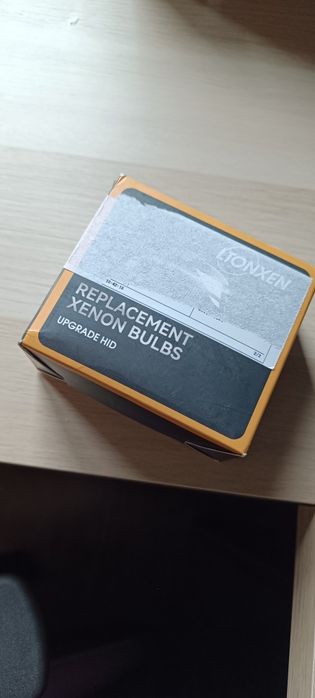 TONXEN
REPLACEMENT
XENON BULBS
UPGRADE HID